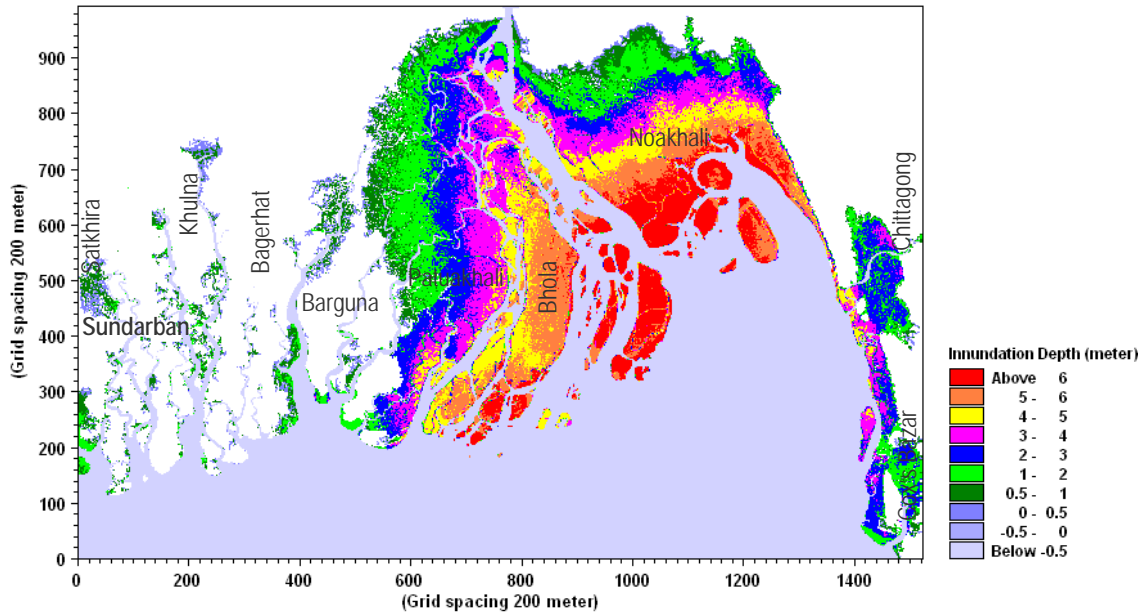 900
800
700
600
500
400
300
200
100
0
(Grid spacing 200 meter)
0 200 400 600 800 1000 1200 1400
(Grid spacing 200 meter)
Satkhira
Khulna
Bagerhat
Sundarban
Barguna
Patuakhali
Bhola
Noakhali
Chittagong
Innundation Depth (meter)
Above 6
5 - 6
4 - 5
3 - 4
2 - 3
1 - 2
0.5 - 1
0 - 0.5
-0.5 - 0
Below -0.5